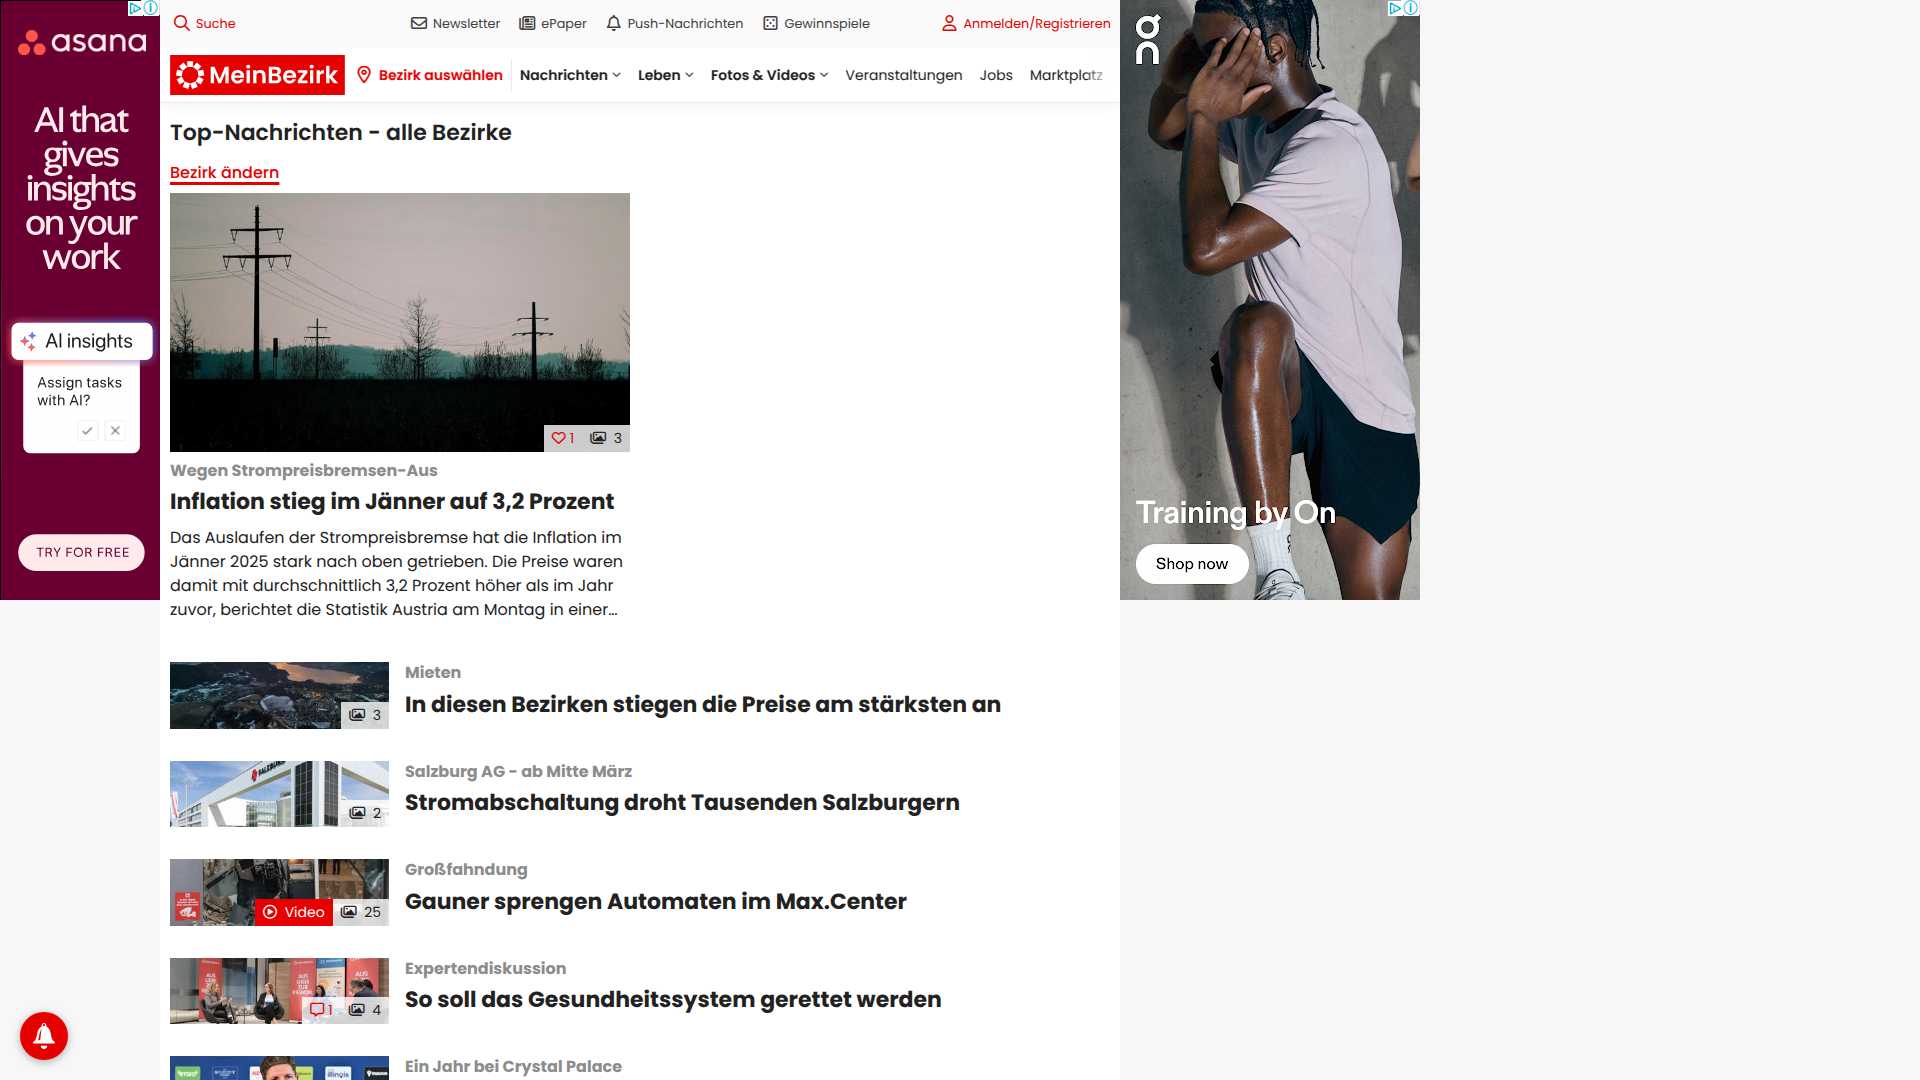 asana
AI that
gives
insights
on your
work
AI insights
Assign tasks
with AI?
TRY FOR FREE
Suche
Newsletter
ePaper
Push-Nachrichten
Gewinnspiele
Anmelden/Registrieren
MeinBezirk
Bezirk auswählen
Nachrichten
Leben
Fotos & Videos
Veranstaltungen
Jobs
Marktplatz
Top-Nachrichten - alle Bezirke
Bezirk ändern
1
3
Wegen Strompreisbremsen-Aus
Inflation stieg im Jänner auf 3,2 Prozent
Das Auslaufen der Strompreisbremse hat die Inflation im
Jänner 2025 stark nach oben getrieben. Die Preise waren
damit mit durchschnittlich 3,2 Prozent höher als im Jahr
zuvor, berichtet die Statistik Austria am Montag in einer...
3
Mieten
In diesen Bezirken stiegen die Preise am stärksten an
2
Salzburg AG - ab Mitte März
Stromabschaltung droht Tausenden Salzburgern
Video
25
Großfahndung
Gauner sprengen Automaten im Max.Center
1
4
Expertendiskussion
So soll das Gesundheitssystem gerettet werden
Ein Jahr bei Crystal Palace
on
Training by On
Shop now